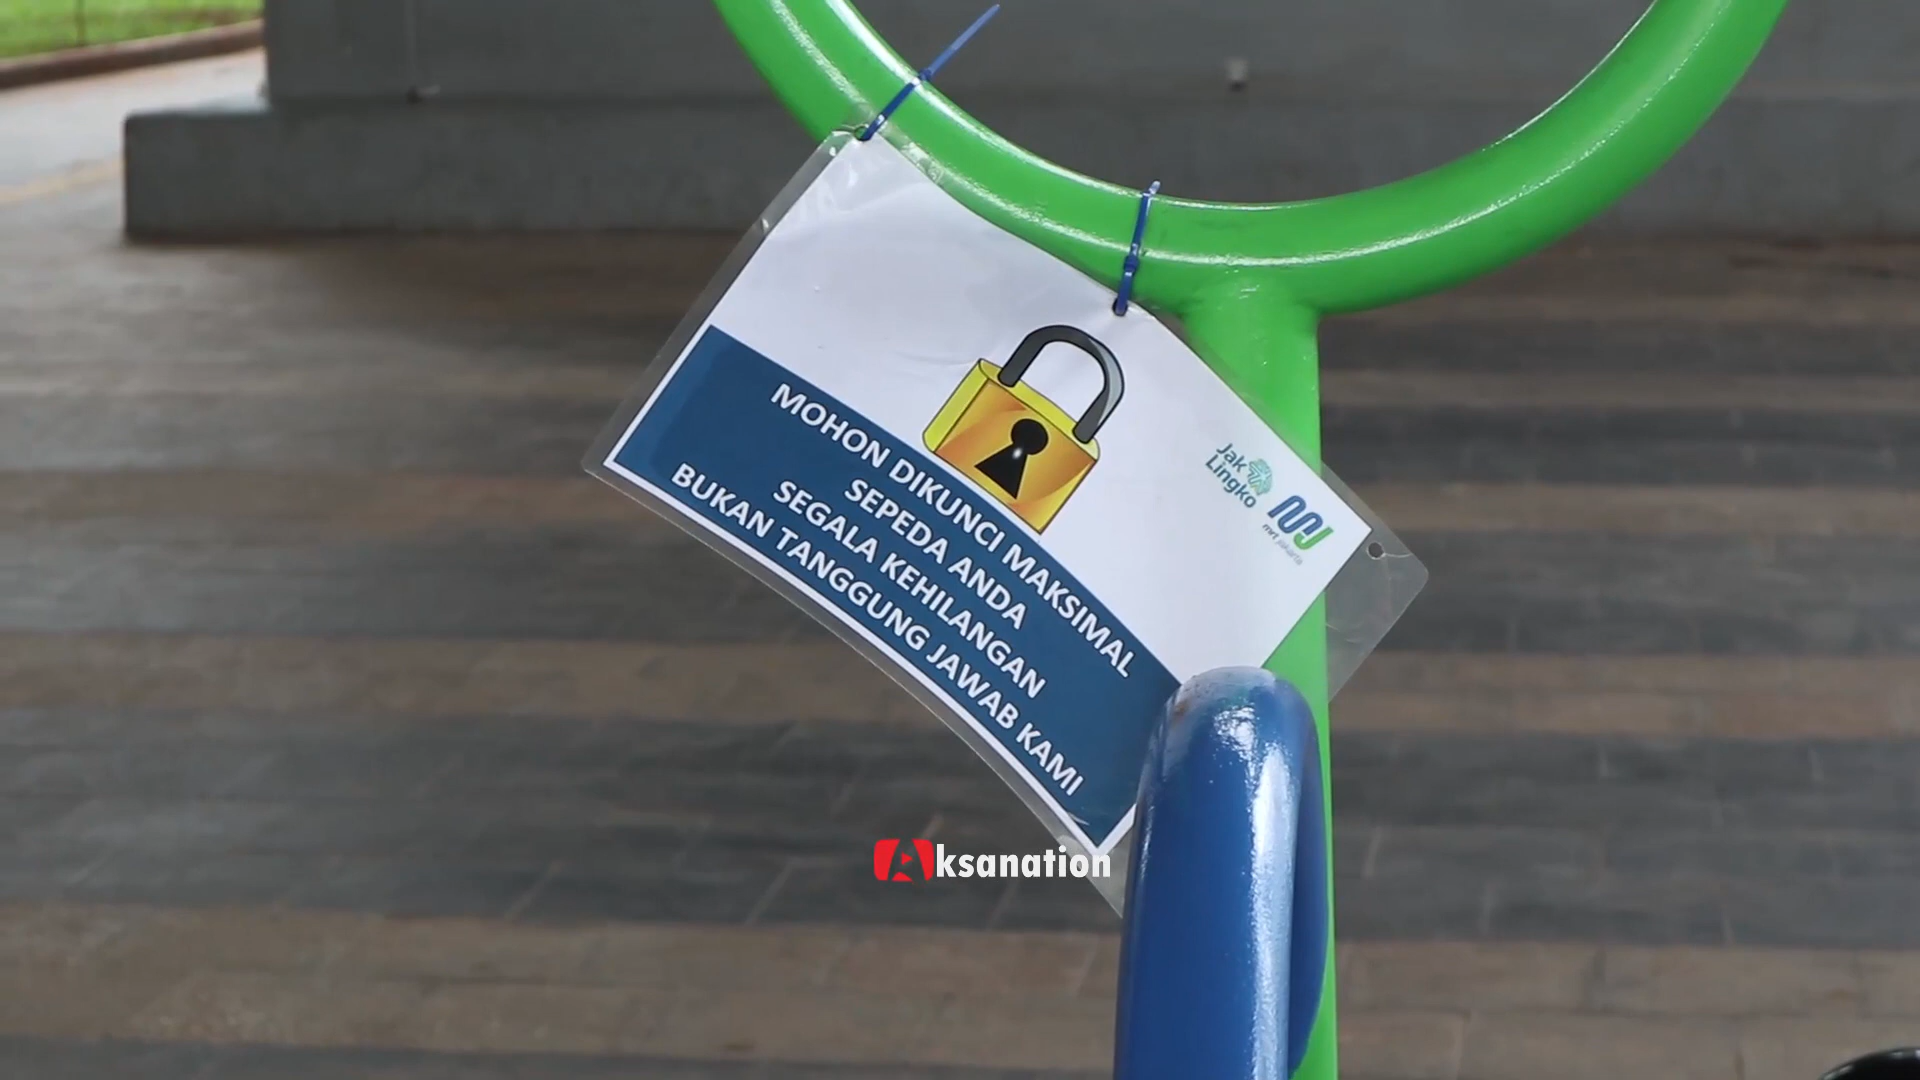 MOHON DIKUNCI MAKSIMAL
SEPEDA ANDA
SEGALA KEHILANGAN
BUKAN TANGGUNG JAWAB KAMI
Jak
Lingko
mrt jakarta
Aksanation